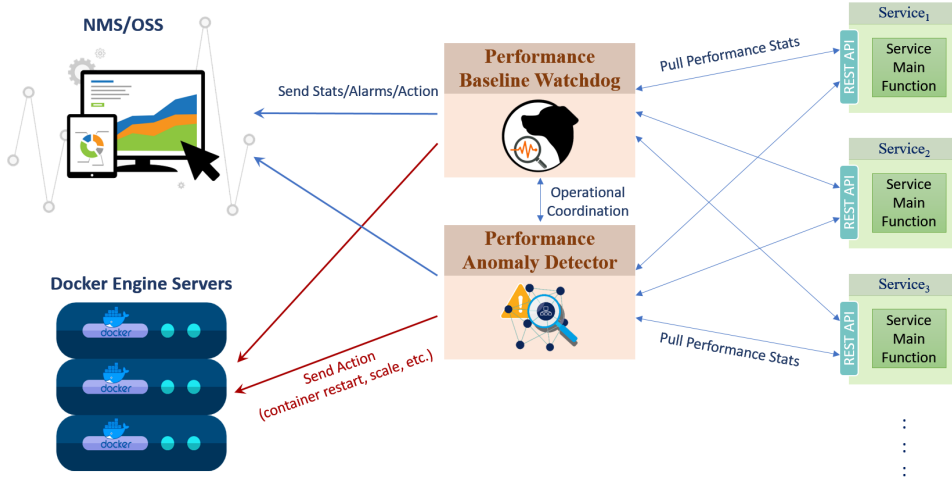 NMS/OSS
Send Stats/Alarms/Action
Performance
Baseline Watchdog
Operational
Coordination
Performance
Anomaly Detector
Pull Performance Stats
Pull Performance Stats
Docker Engine Servers
docker
docker
docker
Send Action
(container restart, scale, etc.)
Service₁
REST API
Service
Main
Function
Service₂
REST API
Service
Main
Function
Service₃
REST API
Service
Main
Function
.
.
.